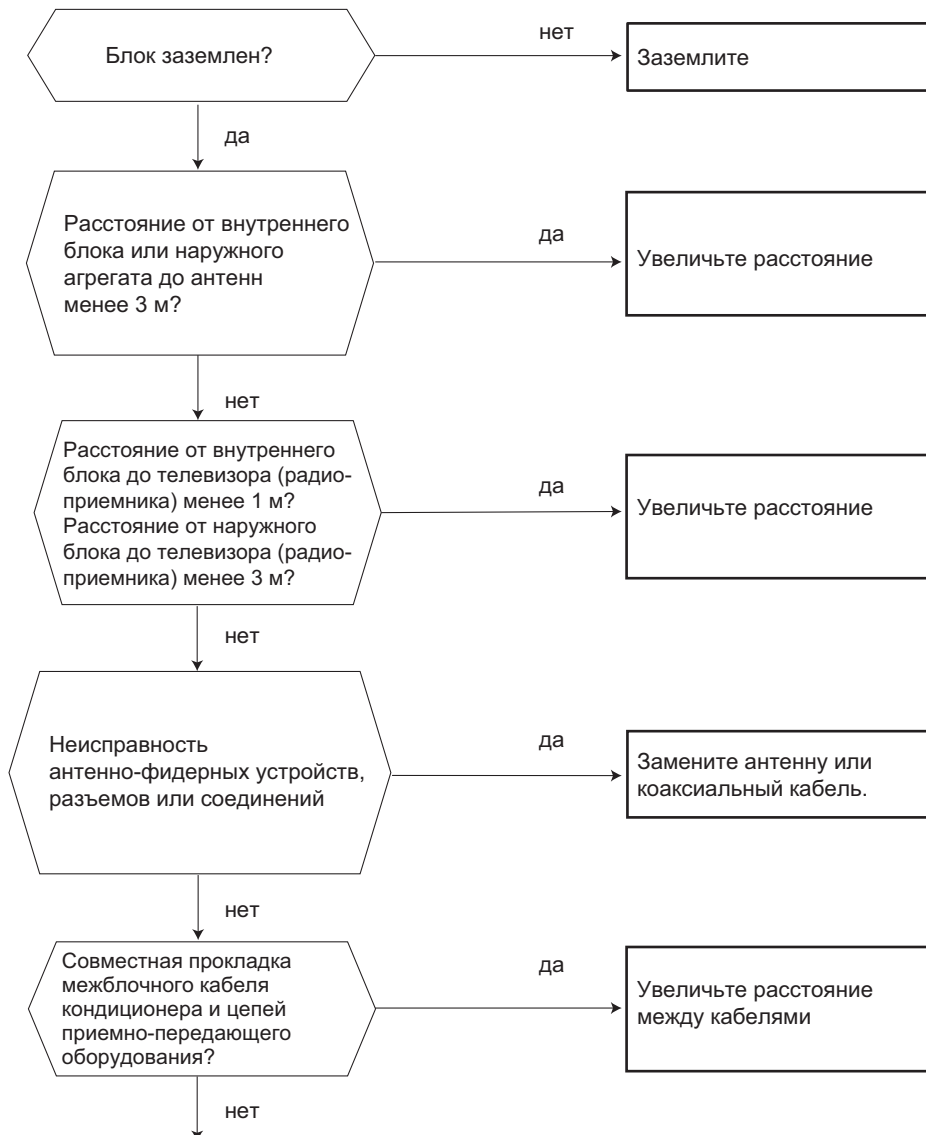 Блок заземлен?
нет
Заземлите
да
Расстояние от внутреннего
блока или наружного
агрегата до антенн
менее 3 м?
да
Увеличьте расстояние
нет
Расстояние от внутреннего
блока до телевизора (радио-
приемника) менее 1 м?
Расстояние от наружного
блока до телевизора (радио-
приемника) менее 3 м?
да
Увеличьте расстояние
нет
Неисправность
антенно-фидерных устройств,
разъемов или соединений
да
Замените антенну или
коаксиальный кабель.
нет
Совместная прокладка
межблочного кабеля
кондиционера и цепей
приемно-передающего
оборудования?
да
Увеличьте расстояние
между кабелями
нет